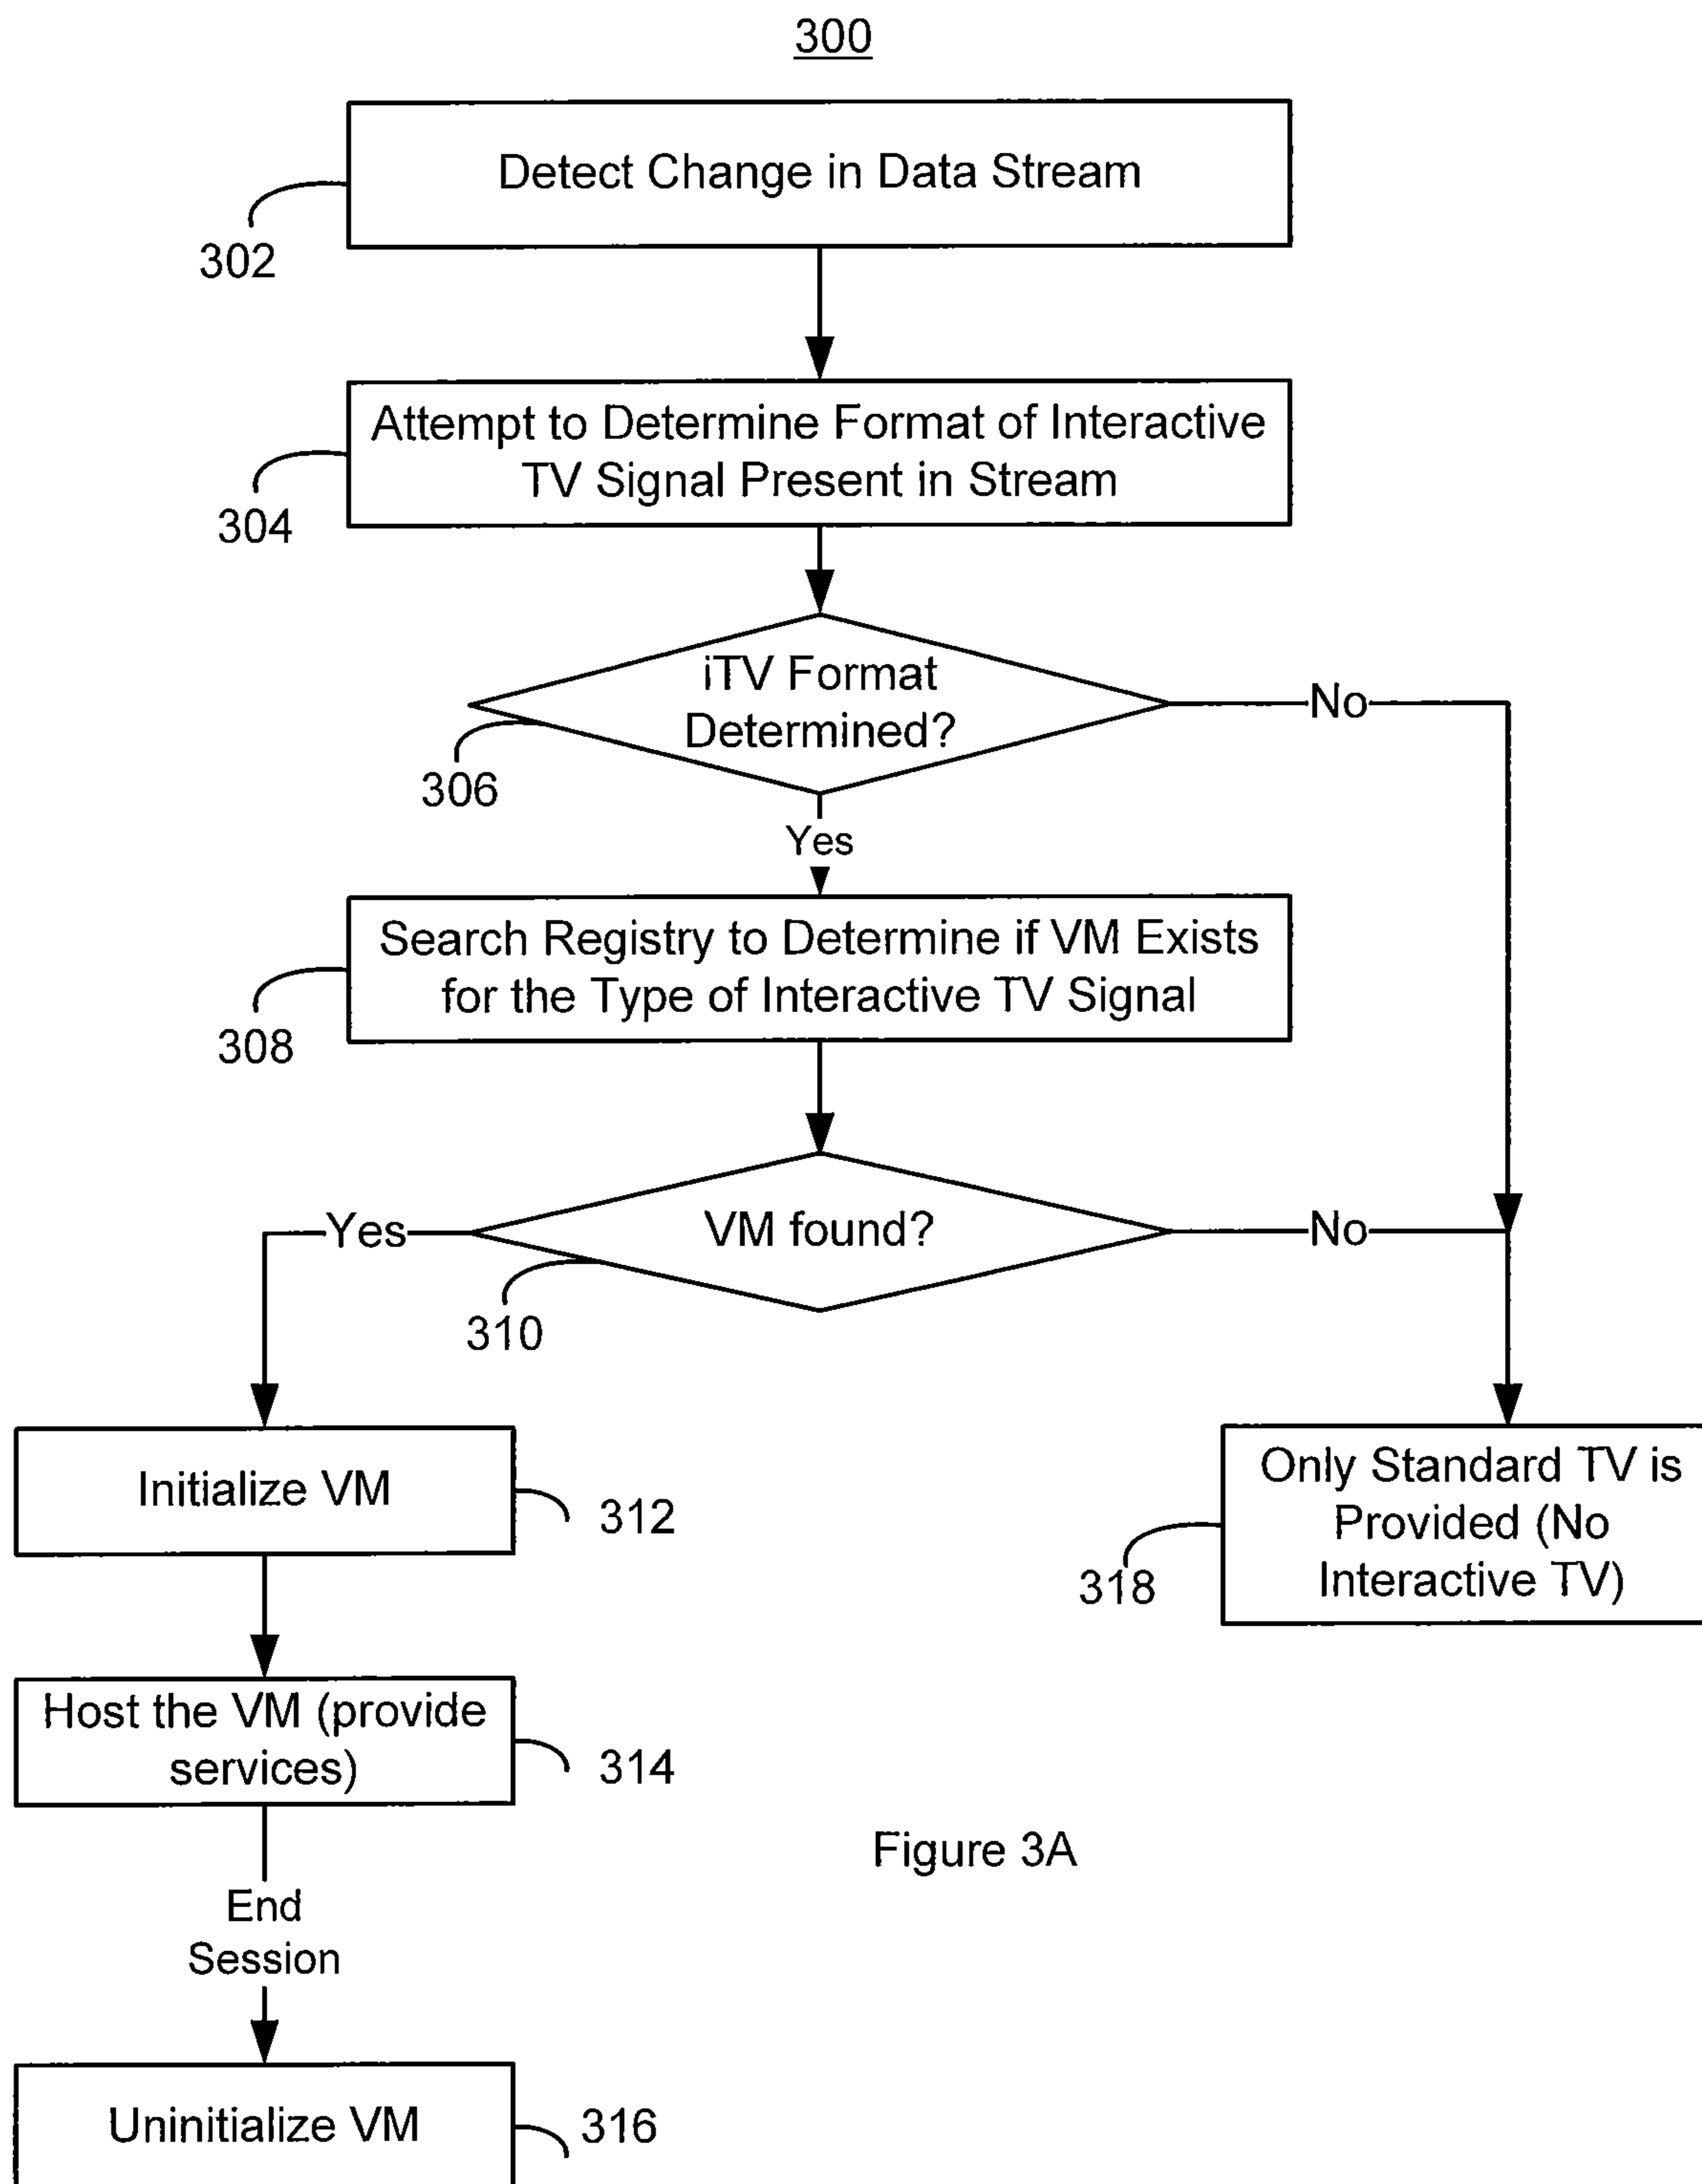 300
Detect Change in Data Stream
302
Attempt to Determine Format of Interactive
TV Signal Present in Stream
304
iTV Format
Determined?
No
306
Yes
Search Registry to Determine if VM Exists
for the Type of Interactive TV Signal
308
Yes
VM found?
No
310
Initialize VM
312
Only Standard TV is
Provided (No
Interactive TV)
318
Host the VM (provide
services)
314
Figure 3A
End
Session
Uninitialize VM
316